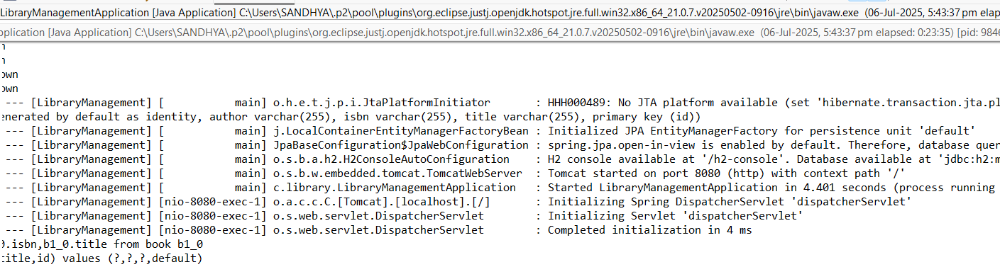 LibraryManagementApplication [Java Application] C:\Users\SANDHYA\.p2\pool\plugins\org.eclipse.justj.openjdk.hotspot.jre.full.win32.x86_64_21.0.7.v20250502-0916\jre\bin\javaw.exe (06-Jul-2025, 5:43:37 pm elap
pplication [Java Application] C:\Users\SANDHYA\.p2\pool\plugins\org.eclipse.justj.openjdk.hotspot.jre.full.win32.x86_64_21.0.7.v20250502-0916\jre\bin\javaw.exe (06-Jul-2025, 5:43:37 pm elapsed: 0:23:35) [pid: 984
n
n
own
own
--- [LibraryManagement] [           main] o.h.e.t.j.p.i.JtaPlatformInitiator       : HHH000489: No JTA platform available (set 'hibernate.transaction.jta.pl
enerated by default as identity, author varchar(255), isbn varchar(255), title varchar(255), primary key (id))
--- [LibraryManagement] [           main] j.LocalContainerEntityManagerFactoryBean : Initialized JPA EntityManagerFactory for persistence unit 'default'
--- [LibraryManagement] [           main] JpaBaseConfiguration$JpaWebConfiguration : spring.jpa.open-in-view is enabled by default. Therefore, database quer
--- [LibraryManagement] [           main] o.s.b.a.h2.H2ConsoleAutoConfiguration    : H2 console available at '/h2-console'. Database available at 'jdbc:h2:m
--- [LibraryManagement] [           main] o.s.b.w.embedded.tomcat.TomcatWebServer  : Tomcat started on port 8080 (http) with context path '/'
--- [LibraryManagement] [           main] c.library.LibraryManagementApplication   : Started LibraryManagementApplication in 4.401 seconds (process running
--- [LibraryManagement] [nio-8080-exec-1] o.a.c.c.C.[Tomcat].[localhost].[/]       : Initializing Spring DispatcherServlet 'dispatcherServlet'
--- [LibraryManagement] [nio-8080-exec-1] o.s.web.servlet.DispatcherServlet        : Initializing Servlet 'dispatcherServlet'
--- [LibraryManagement] [nio-8080-exec-1] o.s.web.servlet.DispatcherServlet        : Completed initialization in 4 ms
0.isbn,b1_0.title from book b1_0
title,id) values (?,?,?,default)